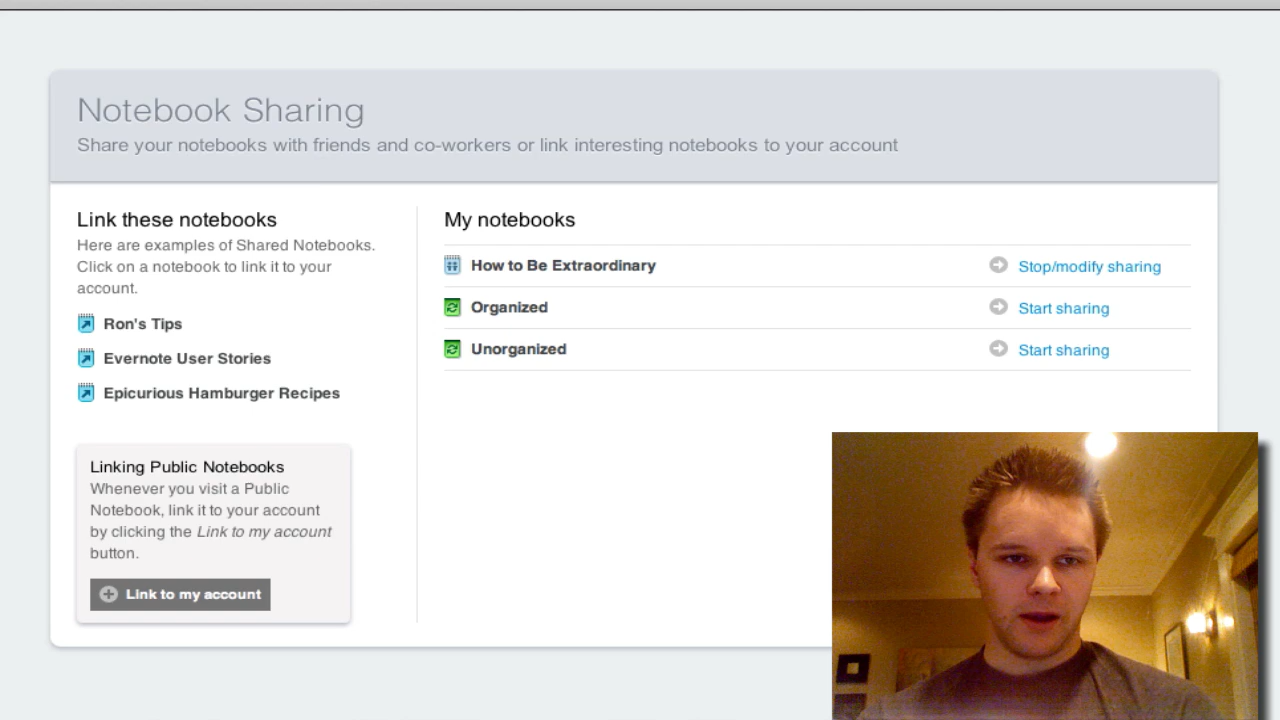 Notebook Sharing
Share your notebooks with friends and co-workers or link interesting notebooks to your account
Link these notebooks
Here are examples of Shared Notebooks.
Click on a notebook to link it to your
account.
Ron's Tips
Evernote User Stories
Epicurious Hamburger Recipes
Linking Public Notebooks
Whenever you visit a Public
Notebook, link it to your account
by clicking the Link to my account
button.
Link to my account
My notebooks
How to Be Extraordinary Stop/modify sharing
Organized Start sharing
Unorganized Start sharing